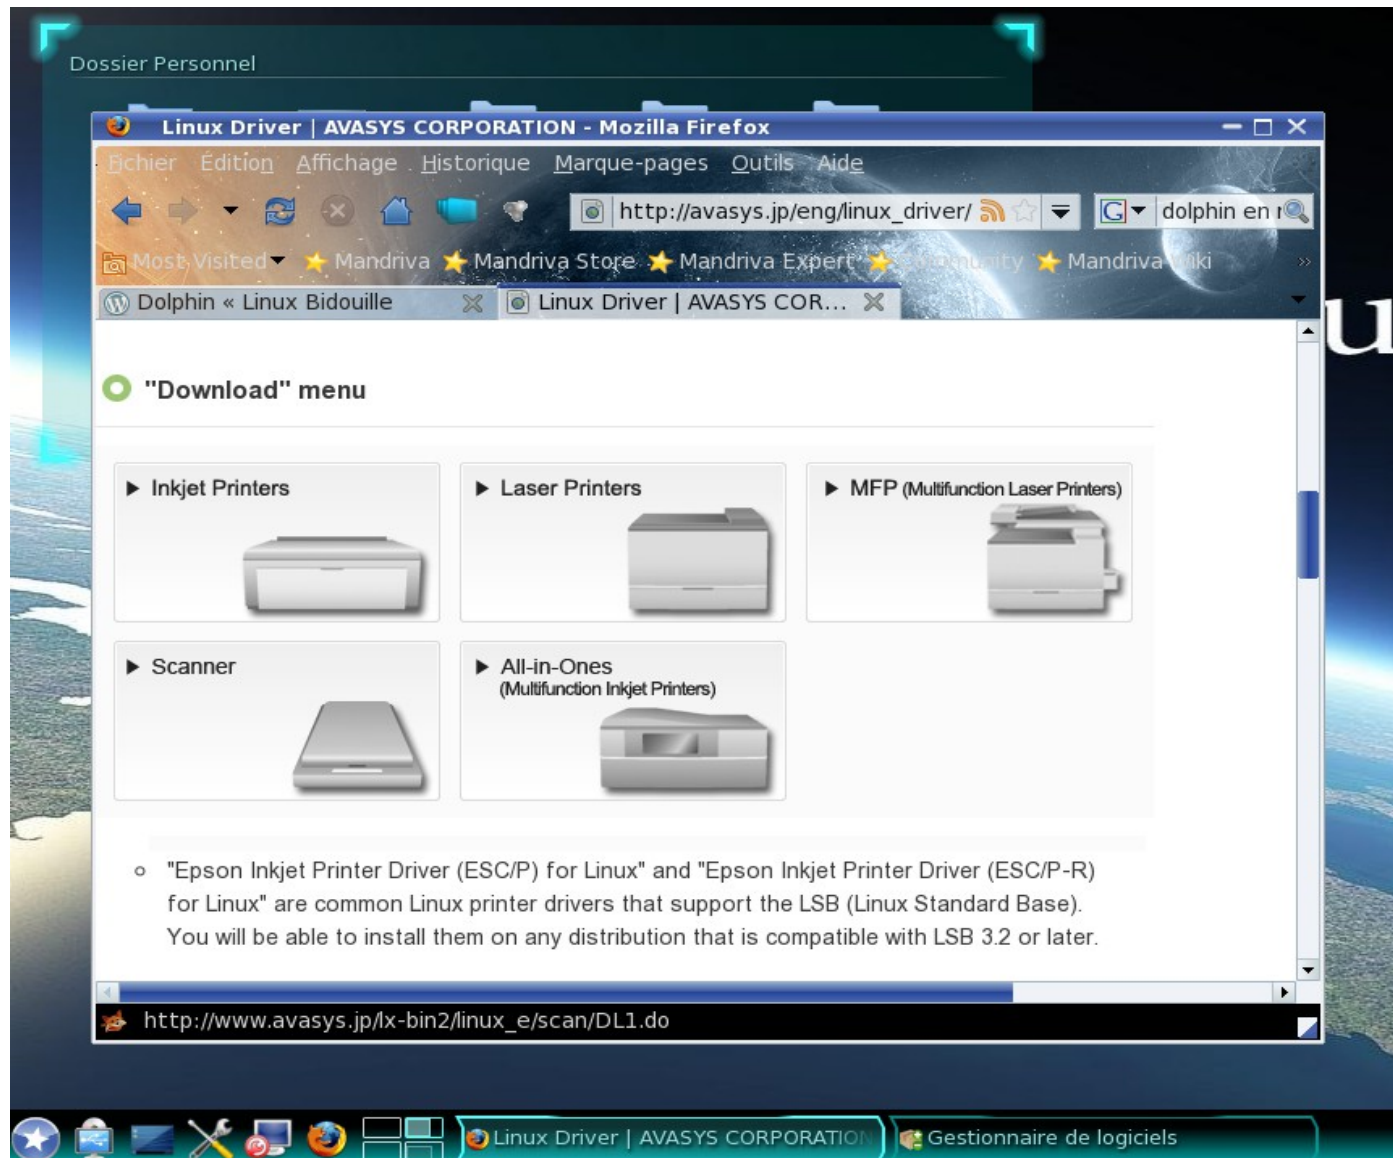 Dossier Personnel
Linux Driver | AVASYS CORPORATION - Mozilla Firefox
Fichier Édition Affichage Historique Marque-pages Outils Aide
http://avasys.jp/eng/linux_driver/ G dolphin en r
Most Visited Mandriva Mandriva Store Mandriva Expert Community Mandriva Wiki »
Dolphin « Linux Bidouille Linux Driver | AVASYS COR...
u
"Download" menu
Inkjet Printers Laser Printers MFP (Multifunction Laser Printers)
Scanner All-in-Ones
(Multifunction Inkjet Printers)
"Epson Inkjet Printer Driver (ESC/P) for Linux" and "Epson Inkjet Printer Driver (ESC/P-R)
for Linux" are common Linux printer drivers that support the LSB (Linux Standard Base).
You will be able to install them on any distribution that is compatible with LSB 3.2 or later.
http://www.avasys.jp/lx-bin2/linux_e/scan/DL1.do
Linux Driver | AVASYS CORPORATION Gestionnaire de logiciels